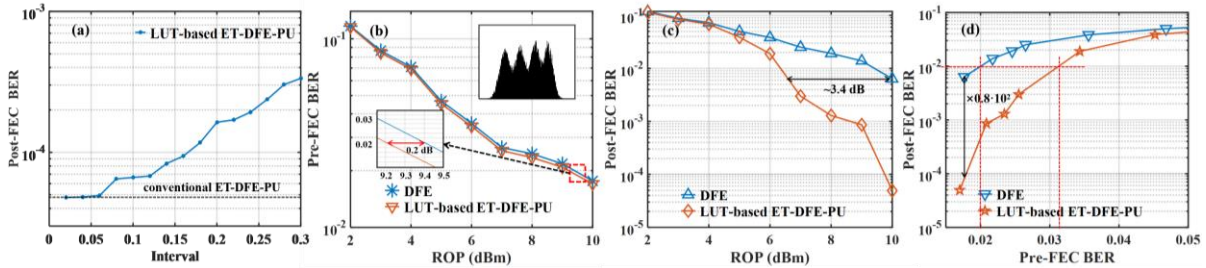 (a)
LUT-based ET-DFE-PU
10⁻³
10⁻⁴
Post-FEC BER
conventional ET-DFE-PU
0 0.05 0.1 0.15 0.2 0.25 0.3
Interval
(b)
10⁻¹
10⁻²
Pre-FEC BER
0.03
0.02
0.2 dB
9.2 9.3 9.4 9.5
DFE
LUT-based ET-DFE-PU
2 4 6 8 10
ROP (dBm)
(c)
10⁻¹
10⁻²
10⁻³
10⁻⁴
10⁻⁵
Post-FEC BER
~3.4 dB
DFE
LUT-based ET-DFE-PU
2 4 6 8 10
ROP (dBm)
(d)
10⁻¹
10⁻²
10⁻³
10⁻⁴
10⁻⁵
Post-FEC BER
×0.8·10²
DFE
LUT-based ET-DFE-PU
0.02 0.03 0.04 0.05
Pre-FEC BER